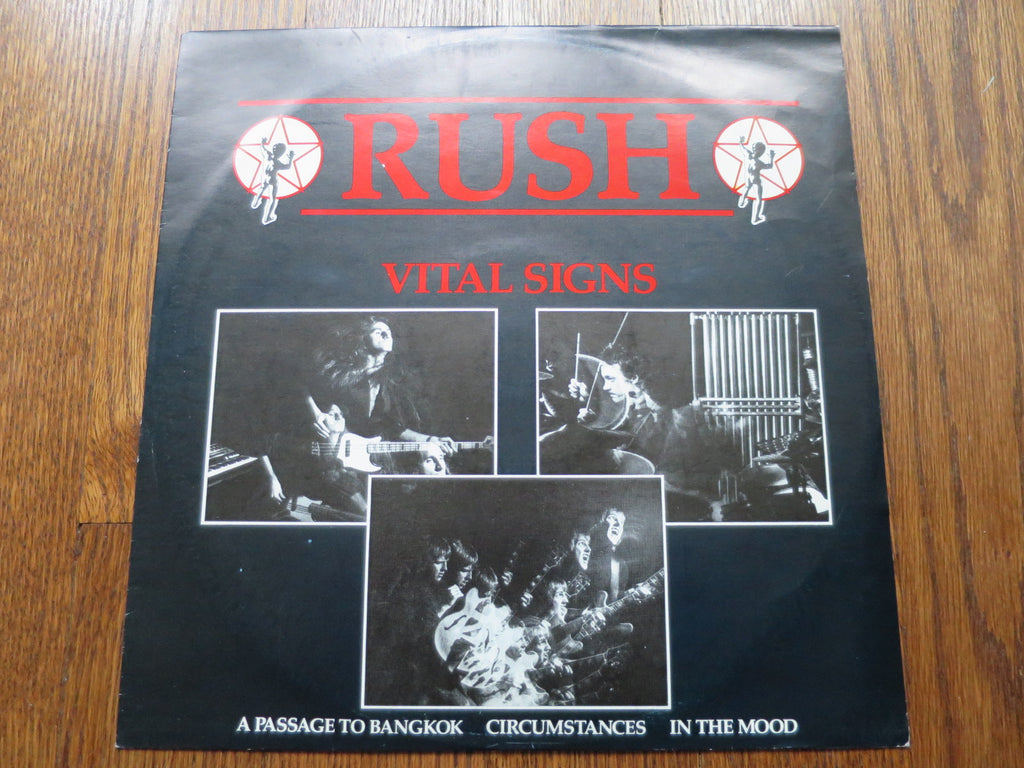 RUSH
VITAL SIGNS
A PASSAGE TO BANGKOK CIRCUMSTANCES IN THE MOOD